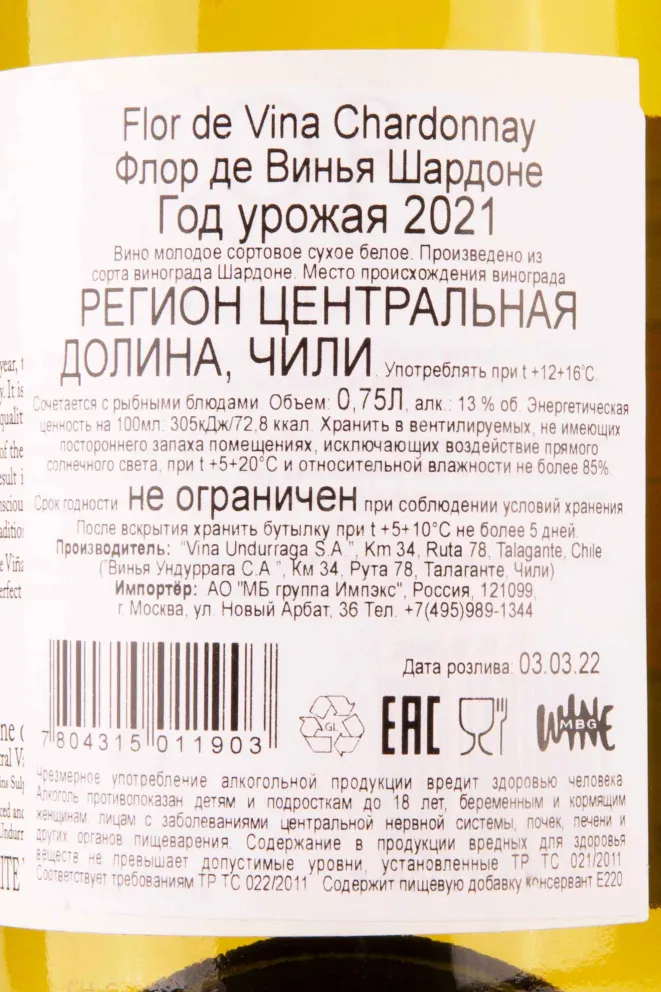 Flor de Vina Chardonnay
Флор де Винья Шардоне
Год урожая 2021
Вино молодое сортовое сухое белое. Произведено из
сорта винограда Шардоне. Место происхождения винограда
РЕГИОН ЦЕНТРАЛЬНАЯ
ДОЛИНА, ЧИЛИ. Употреблять при t +12+16°C.
Сочетается с рыбными блюдами. Объем: 0,75Л, алк.: 13 % об. Энергетическая
ценность на 100мл: 305кДж/72,8 ккал. Хранить в вентилируемых, не имеющих
постороннего запаха помещениях, исключающих воздействие прямого
солнечного света, при t +5+20°C и относительной влажности не более 85%.
Срок годности не ограничен при соблюдении условий хранения
После вскрытия хранить бутылку при t +5+10°C не более 5 дней.
Производитель: "Vina Undurraga S.A.", Km 34, Ruta 78, Talagante, Chile
("Винья Ундуррага С.А.", Км 34, Рута 78, Талаганте, Чили)
Импортёр: АО "МБ группа Импэкс", Россия, 121099,
г. Москва, ул. Новый Арбат, 36 Тел. +7(495)989-1344
Дата розлива: 03.03.22
7 804315 011903
GL
EAC
WINE
MBG
Чрезмерное употребление алкогольной продукции вредит здоровью человека
Алкоголь противопоказан детям и подросткам до 18 лет, беременным и кормящим
женщинам, лицам с заболеваниями центральной нервной системы, почек, печени и
других органов пищеварения. Содержание в продукции вредных для здоровья
веществ не превышает допустимые уровни, установленные ТР ТС 021/2011
Соответствует требованиям ТР ТС 022/2011 Содержит пищевую добавку консервант Е220